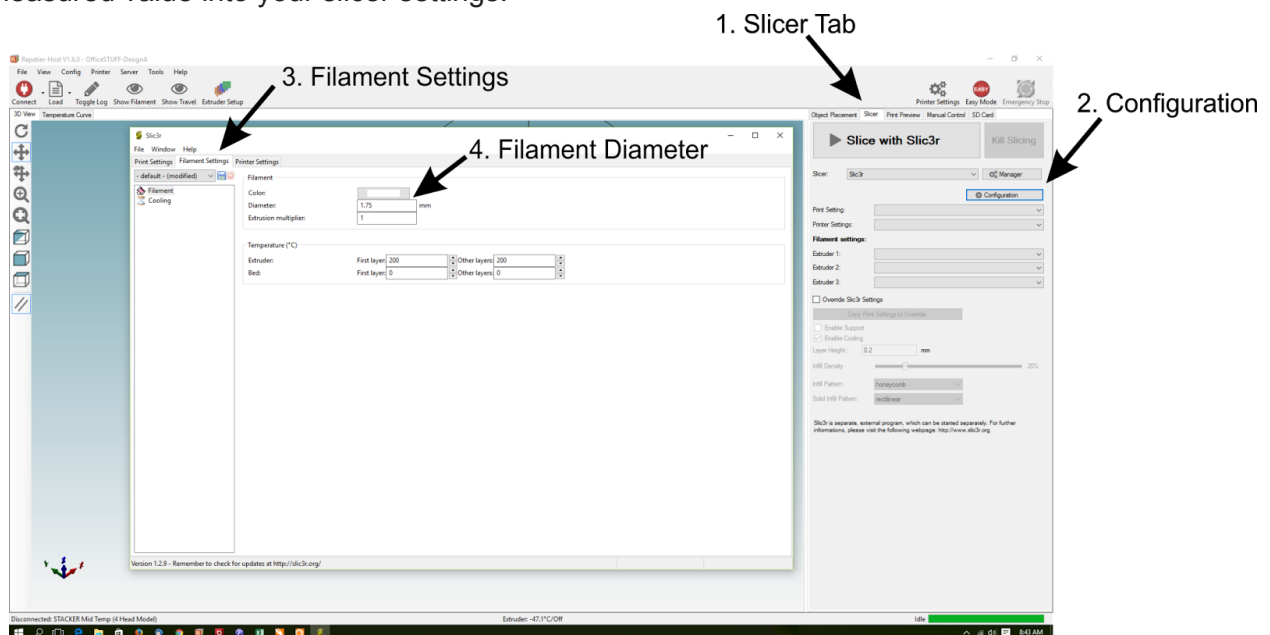 measured value into your slicer settings.
1. Slicer Tab
Repetier-Host V1.6.0 - OfficeSTUFF-DesignA
File View Config Printer Server Tools Help
3. Filament Settings
Connect Load Toggle Log Show Filament Show Travel Extruder Setup
Printer Settings EASY Easy Mode Emergency Stop
2. Configuration
3D View Temperature Curve
Object Placement Slicer Print Preview Manual Control SD Card
Slic3r
File Window Help
4. Filament Diameter
Print Settings Filament Settings Printer Settings
- default - (modified)
Filament
Cooling
Filament
Color:
Diameter: 1.75 mm
Extrusion multiplier: 1
Temperature (°C)
Extruder: First layer: 200 Other layers: 200
Bed: First layer: 0 Other layers: 0
Version 1.2.9 - Remember to check for updates at http://slic3r.org/
Slice with Slic3r
Kill Slicing
Slicer: Slic3r Manager
Configuration
Print Setting:
Printer Settings:
Filament settings:
Extruder 1:
Extruder 2:
Extruder 3:
Override Slic3r Settings
Copy Print Settings to Override
Enable Support
Enable Cooling
Layer Height: 0.2 mm
Infill Density 20%
Infill Pattern: honeycomb
Solid Infill Pattern: rectilinear
Slic3r is separate, external program, which can be started separately. For further
informations, please visit the following webpage: http://www.slic3r.org
Disconnected: STACKER Mid Temp (4 Head Model) Extruder: -47.1°C/Off Idle
8:43 AM